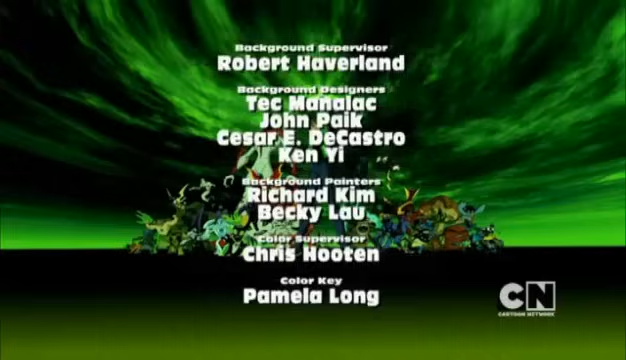 Background Supervisor
Robert Haverland
Background Designers
Tec Manalac
John Paik
Cesar E. DeCastro
Ken Yi
Background Painters
Richard Kim
Becky Lau
Color Supervisor
Chris Hooten
Color Key
Pamela Long
CN
CARTOON NETWORK